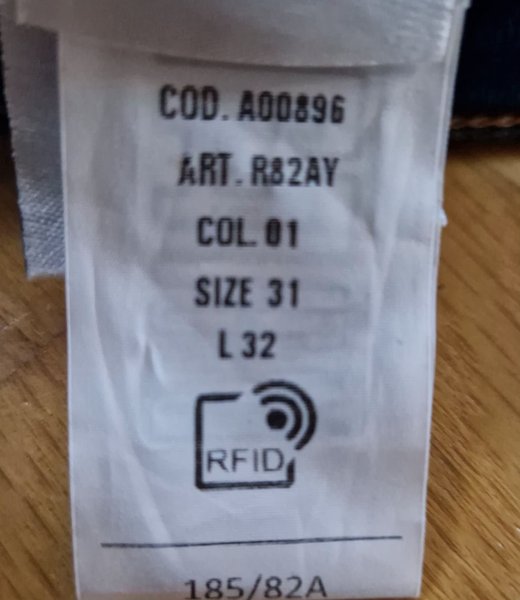 COD. A00896
ART. R82AY
COL. 01
SIZE 31
L 32
RFID
185/82A